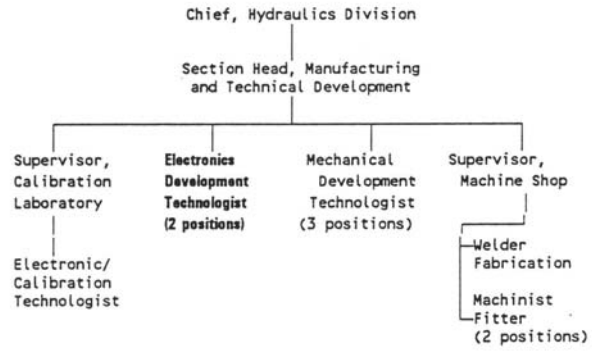 Chief, Hydraulics Division
Section Head, Manufacturing
and Technical Development
Supervisor,
Calibration
Laboratory
Electronics
Development
Technologist
(2 positions)
Mechanical
Development
Technologist
(3 positions)
Supervisor,
Machine Shop
Electronic/
Calibration
Technologist
Welder
Fabrication
Machinist
Fitter
(2 positions)